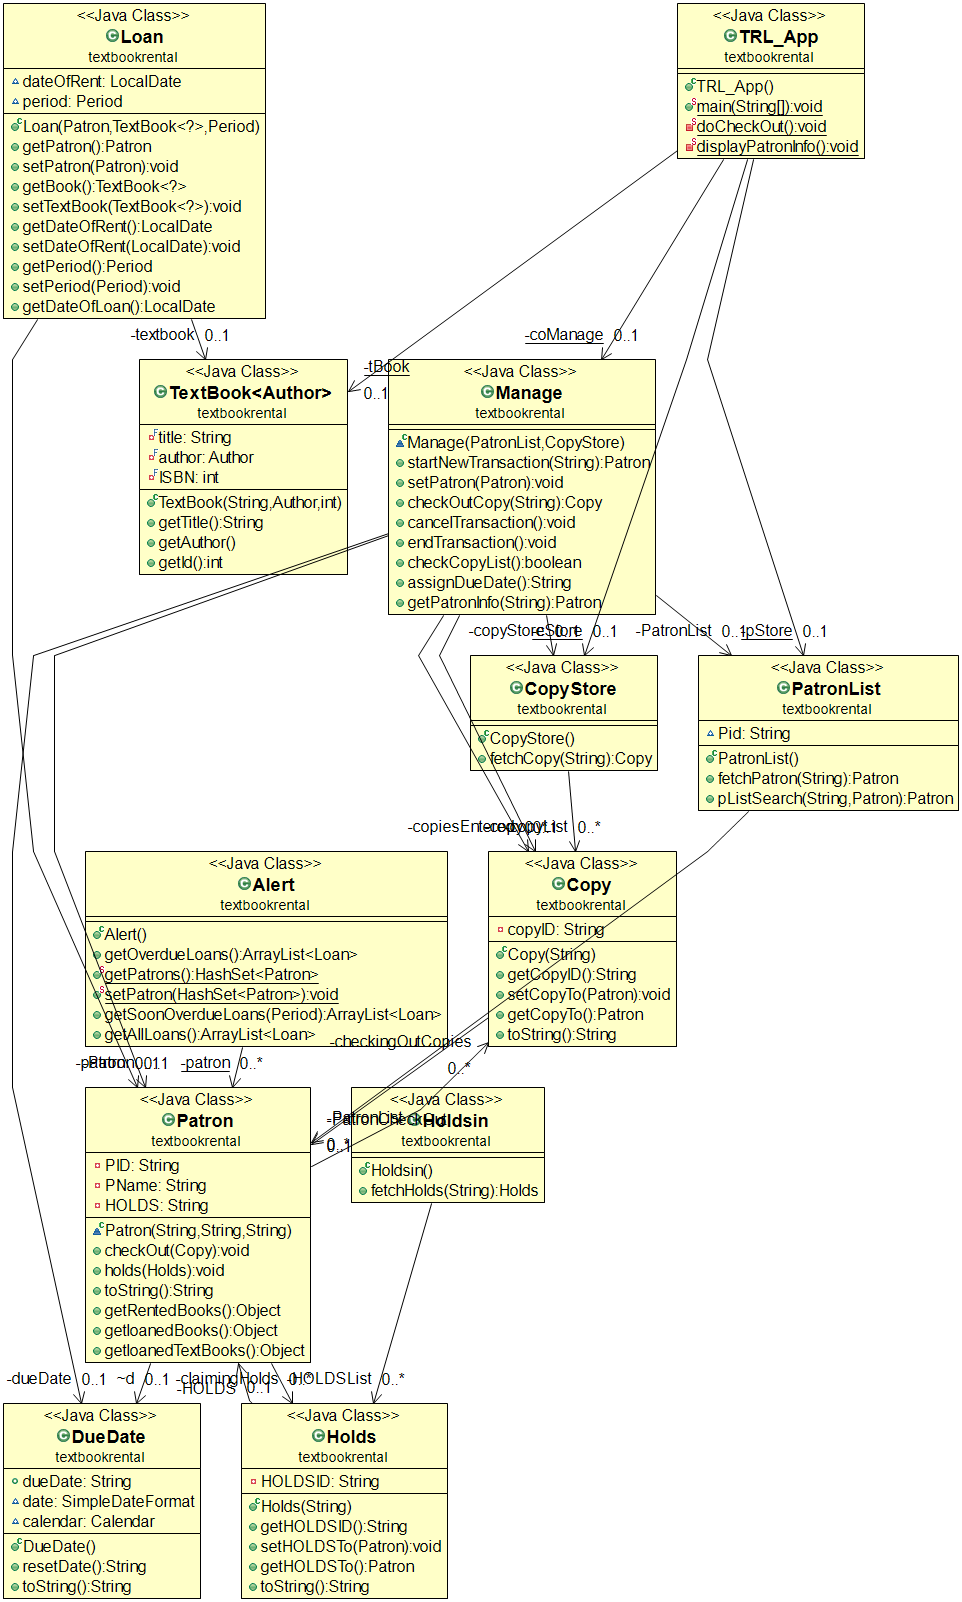 <<Java Class>>
Loan
textbookrental
dateOfRent: LocalDate
period: Period
Loan(Patron,TextBook<?>,Period)
getPatron():Patron
setPatron(Patron):void
getBook():TextBook<?>
setTextBook(TextBook<?>):void
getDateOfRent():LocalDate
setDateOfRent(LocalDate):void
getPeriod():Period
setPeriod(Period):void
getDateOfLoan():LocalDate
<<Java Class>>
TRL_App
textbookrental
TRL_App()
main(String[]):void
doCheckOut():void
displayPatronInfo():void
-textbook 0..1
-coManage 0..1
-tBook
0..1
<<Java Class>>
TextBook<Author>
textbookrental
title: String
author: Author
ISBN: int
TextBook(String,Author,int)
getTitle():String
getAuthor()
getId():int
<<Java Class>>
Manage
textbookrental
Manage(PatronList,CopyStore)
startNewTransaction(String):Patron
setPatron(Patron):void
checkOutCopy(String):Copy
cancelTransaction():void
endTransaction():void
checkCopyList():boolean
assignDueDate():String
getPatronInfo(String):Patron
-copyStore 0..1
0..1
-PatronList 0..1
-pStore 0..1
<<Java Class>>
CopyStore
textbookrental
CopyStore()
fetchCopy(String):Copy
<<Java Class>>
PatronList
textbookrental
Pid: String
PatronList()
fetchPatron(String):Patron
pListSearch(String,Patron):Patron
-copiesEntered
0..*
<<Java Class>>
Alert
textbookrental
Alert()
getOverdueLoans():ArrayList<Loan>
getPatrons():HashSet<Patron>
setPatron(HashSet<Patron>):void
getSoonOverdueLoans(Period):ArrayList<Loan>
getAllLoans():ArrayList<Loan>
<<Java Class>>
Copy
textbookrental
copyID: String
Copy(String)
getCopyID():String
setCopyTo(Patron):void
getCopyTo():Patron
toString():String
-checkingOutCopies
0..*
-patron 0..*
<<Java Class>>
Patron
textbookrental
PID: String
PName: String
HOLDS: String
Patron(String,String,String)
checkOut(Copy):void
holds(Holds):void
toString():String
getRentedBooks():Object
getloanedBooks():Object
getloanedTextBooks():Object
<<Java Class>>
Holdsin
textbookrental
Holdsin()
fetchHolds(String):Holds
-dueDate 0..1
~d 0..1
-claimingHolds
-HOLDS 0..1
-HOLDSList 0..*
<<Java Class>>
DueDate
textbookrental
dueDate: String
date: SimpleDateFormat
calendar: Calendar
DueDate()
resetDate():String
toString():String
<<Java Class>>
Holds
textbookrental
HOLDSID: String
Holds(String)
getHOLDSID():String
setHOLDSTo(Patron):void
getHOLDSTo():Patron
toString():String